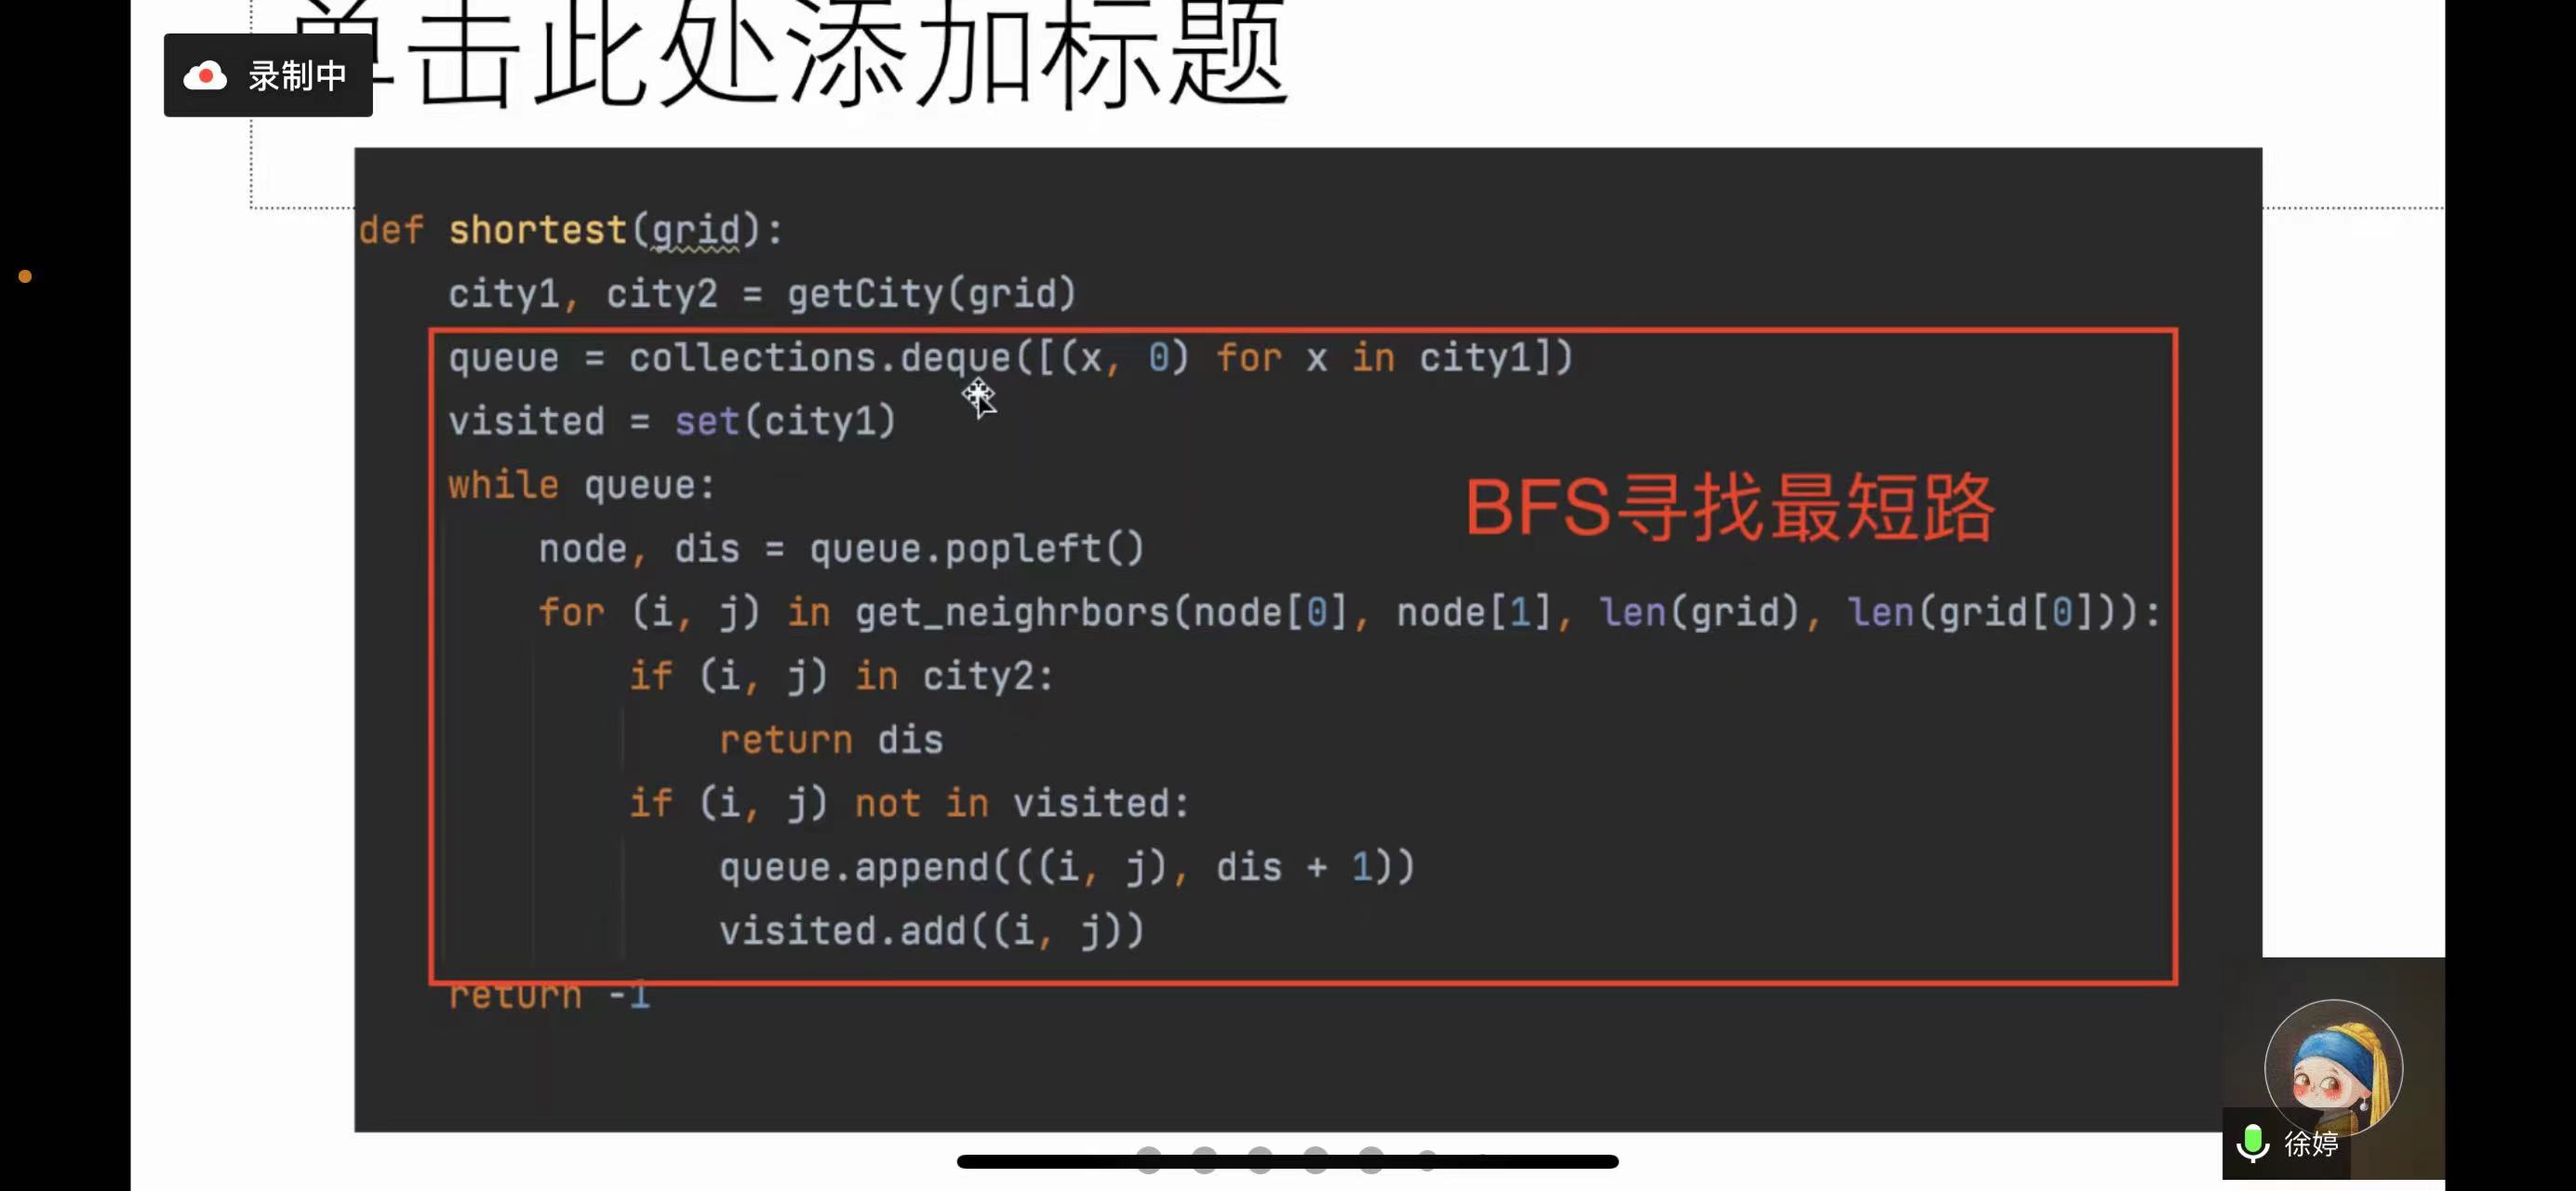 单击此处添加标题
录制中
def shortest(grid):
    city1, city2 = getCity(grid)
    queue = collections.deque([(x, 0) for x in city1])
    visited = set(city1)
    while queue:
BFS寻找最短路
        node, dis = queue.popleft()
        for (i, j) in get_neighrbors(node[0], node[1], len(grid), len(grid[0])):
            if (i, j) in city2:
                return dis
            if (i, j) not in visited:
                queue.append(((i, j), dis + 1))
                visited.add((i, j))
    return -1
徐婷